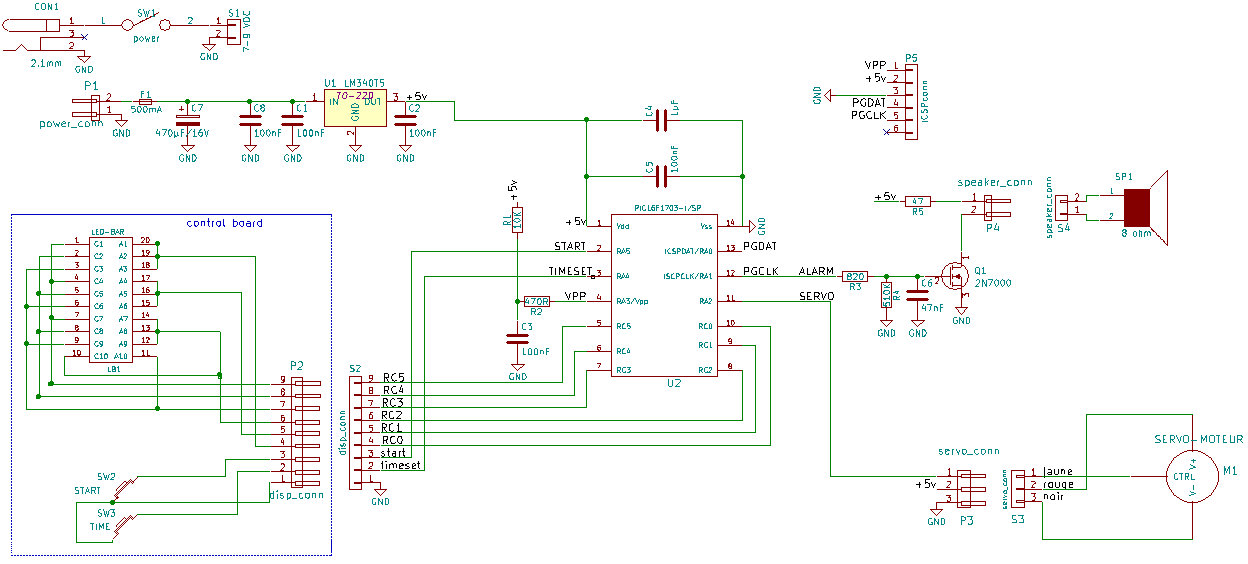 CON1
1
3
2
2.1mm
GND
1
SW1
2
power
S1
1
2
GND
7-9 VDC
P1
2
1
power_conn
GND
F1
500mA
C7
470µF/16V
GND
C8
100nF
GND
C1
100nF
GND
U1 LM340T5
TO-220
IN
OUT
GND
1
2
3
GND
+5v
C2
100nF
GND
C4
1µF
C5
100nF
P5
ICSPconn
VPP 1
+5v 2
GND 3
PGDAT 4
PGCLK 5
6
+5v
RL
10K
+5v
START
TIMESET
VPP
470R
R2
C3
100nF
GND
PIC16F1703-I/SP
1 Vdd
2 RA5
3 RA4
4 RA3/Vpp
5 RC5
6 RC4
7 RC3
Vss 14
ICSPDAT/RA0 13
ISCPCLK/RA1 12
RA2 11
RC0 10
RC1 9
RC2 8
U2
GND
PGDAT
PGCLK
ALARM
SERVO
820
R3
510K
R4
GND
C6
47nF
GND
+5v
47
R5
speaker_conn
1
2
P4
speaker_conn
2
1
S4
SP1
1
2
8 ohm
1
2
3
Q1
2N7000
GND
control board
LED-BAR
1 C1 A1 20
2 C2 A2 19
3 C3 A3 18
4 C4 A4 17
5 C5 A5 16
6 C6 A6 15
7 C7 A7 14
8 C8 A8 13
9 C9 A9 12
10 C10 A10 11
LB1
P2
9
8
7
6
5
4
3
2
1
disp_conn
SW2
START
SW3
TIME
S2
disp_conn
9 RC5
8 RC4
7 RC3
6 RC2
5 RC1
4 RC0
3 start
2 timeset
1
GND
servo_conn
1
+5v 2
3
GND
P3
servo_conn
1 jaune
2 rouge
3 noir
S3
SERVO-MOTEUR
CTRL
V+
V-
M1